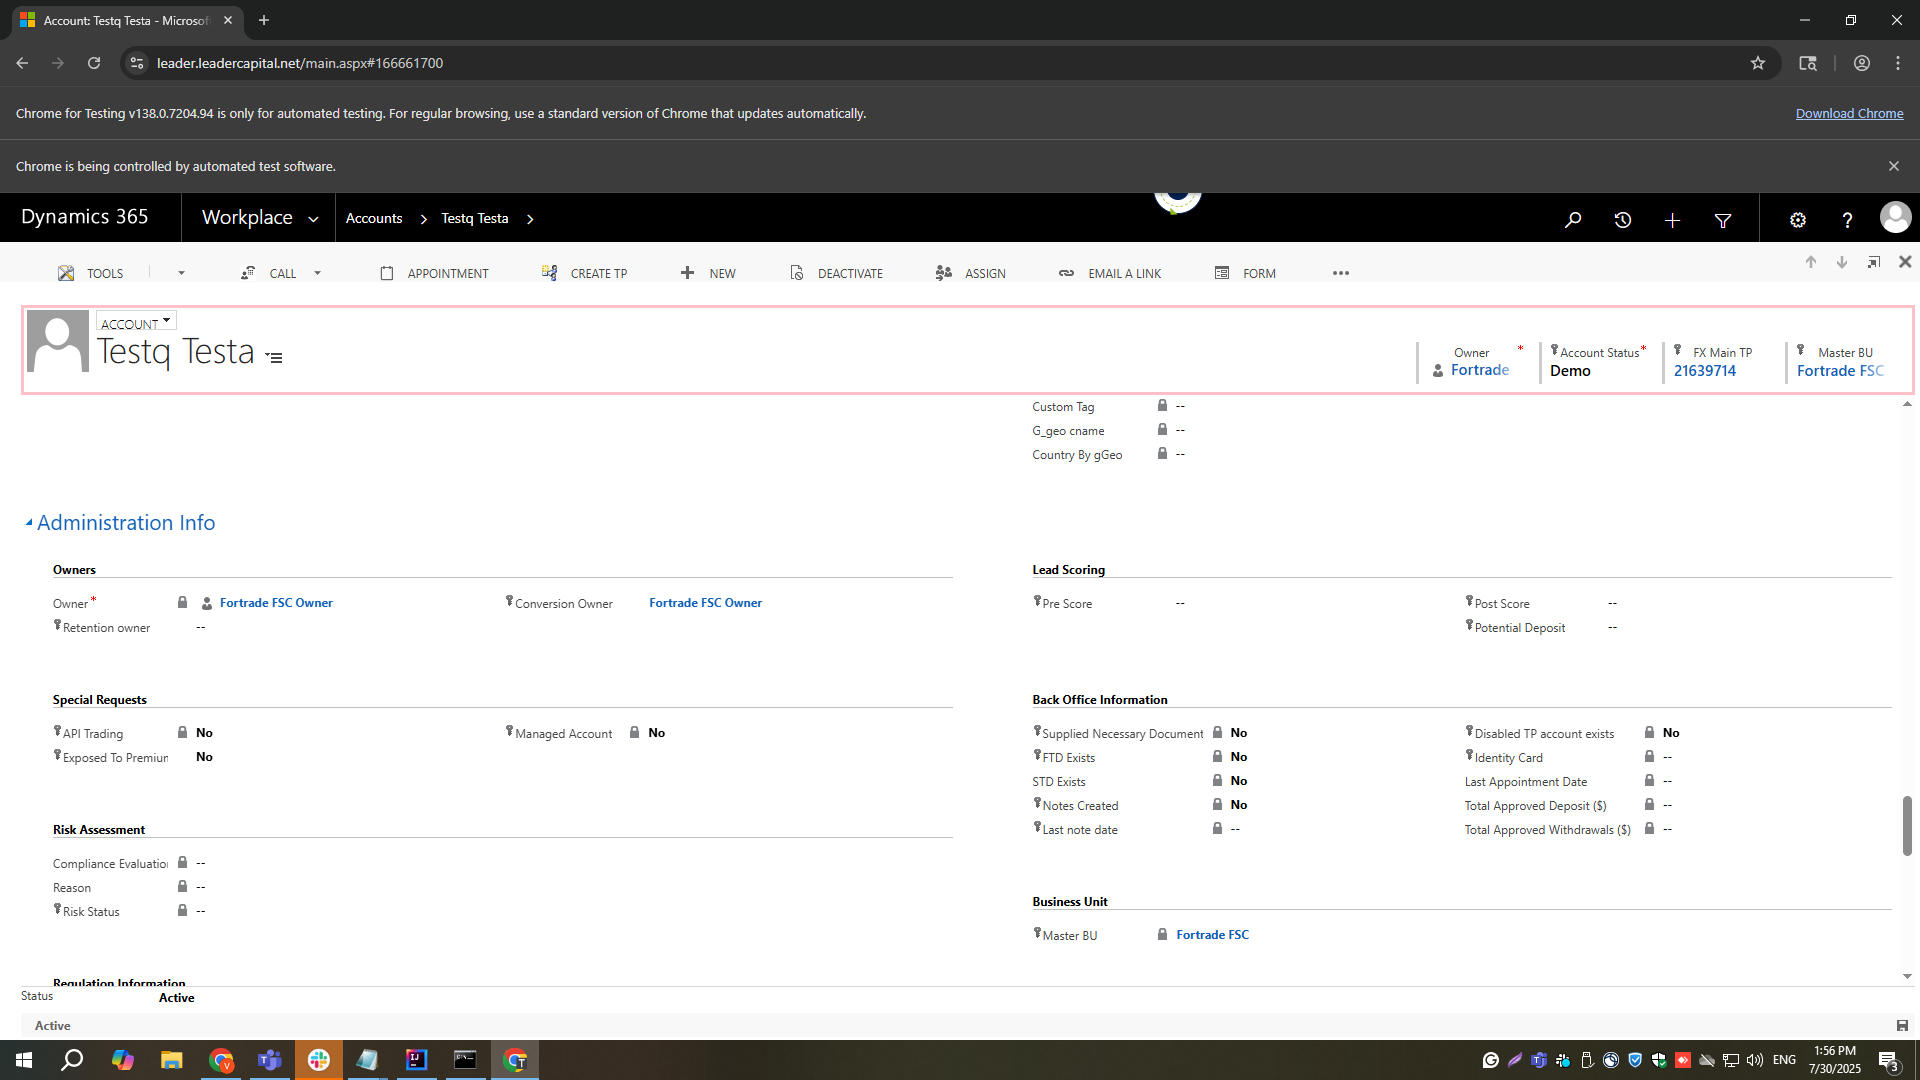 Account: Testq Testa - Microsof
leader.leadercapital.net/main.aspx#166661700
Chrome for Testing v138.0.7204.94 is only for automated testing. For regular browsing, use a standard version of Chrome that updates automatically.
Download Chrome
Chrome is being controlled by automated test software.
Dynamics 365
Workplace
Accounts
Testq Testa
TOOLS
CALL
APPOINTMENT
CREATE TP
NEW
DEACTIVATE
ASSIGN
EMAIL A LINK
FORM
ACCOUNT
Testq Testa
Owner *
Fortrade
Account Status *
Demo
FX Main TP
21639714
Master BU
Fortrade FSC
Custom Tag --
G_geo cname --
Country By gGeo --
Administration Info
Owners
Owner * Fortrade FSC Owner
Conversion Owner Fortrade FSC Owner
Retention owner --
Lead Scoring
Pre Score --
Post Score --
Potential Deposit --
Special Requests
API Trading No
Managed Account No
Exposed To Premiun No
Back Office Information
Supplied Necessary Document No
Disabled TP account exists No
FTD Exists No
Identity Card --
STD Exists No
Last Appointment Date --
Notes Created No
Total Approved Deposit ($) --
Last note date --
Total Approved Withdrawals ($) --
Risk Assessment
Compliance Evaluation --
Reason --
Risk Status --
Business Unit
Master BU Fortrade FSC
Regulation Information
Status Active
Active
ENG
1:56 PM
7/30/2025
3